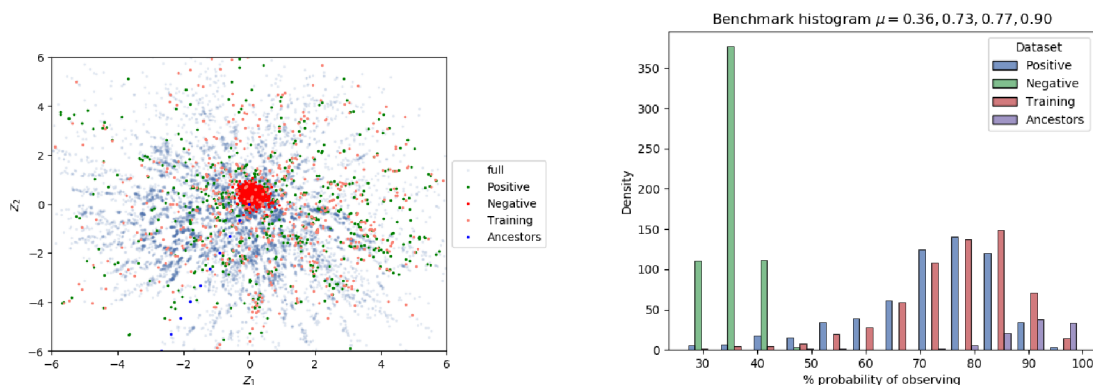 6
4
2
0
−2
−4
−6
−6
−4
−2
0
2
4
6
Z2
Z1
full
Positive
Negative
Training
Ancestors
Benchmark histogram μ = 0.36, 0.73, 0.77, 0.90
Dataset
Positive
Negative
Training
Ancestors
350
300
250
200
150
100
50
0
30
40
50
60
70
80
90
100
Density
% probability of observing